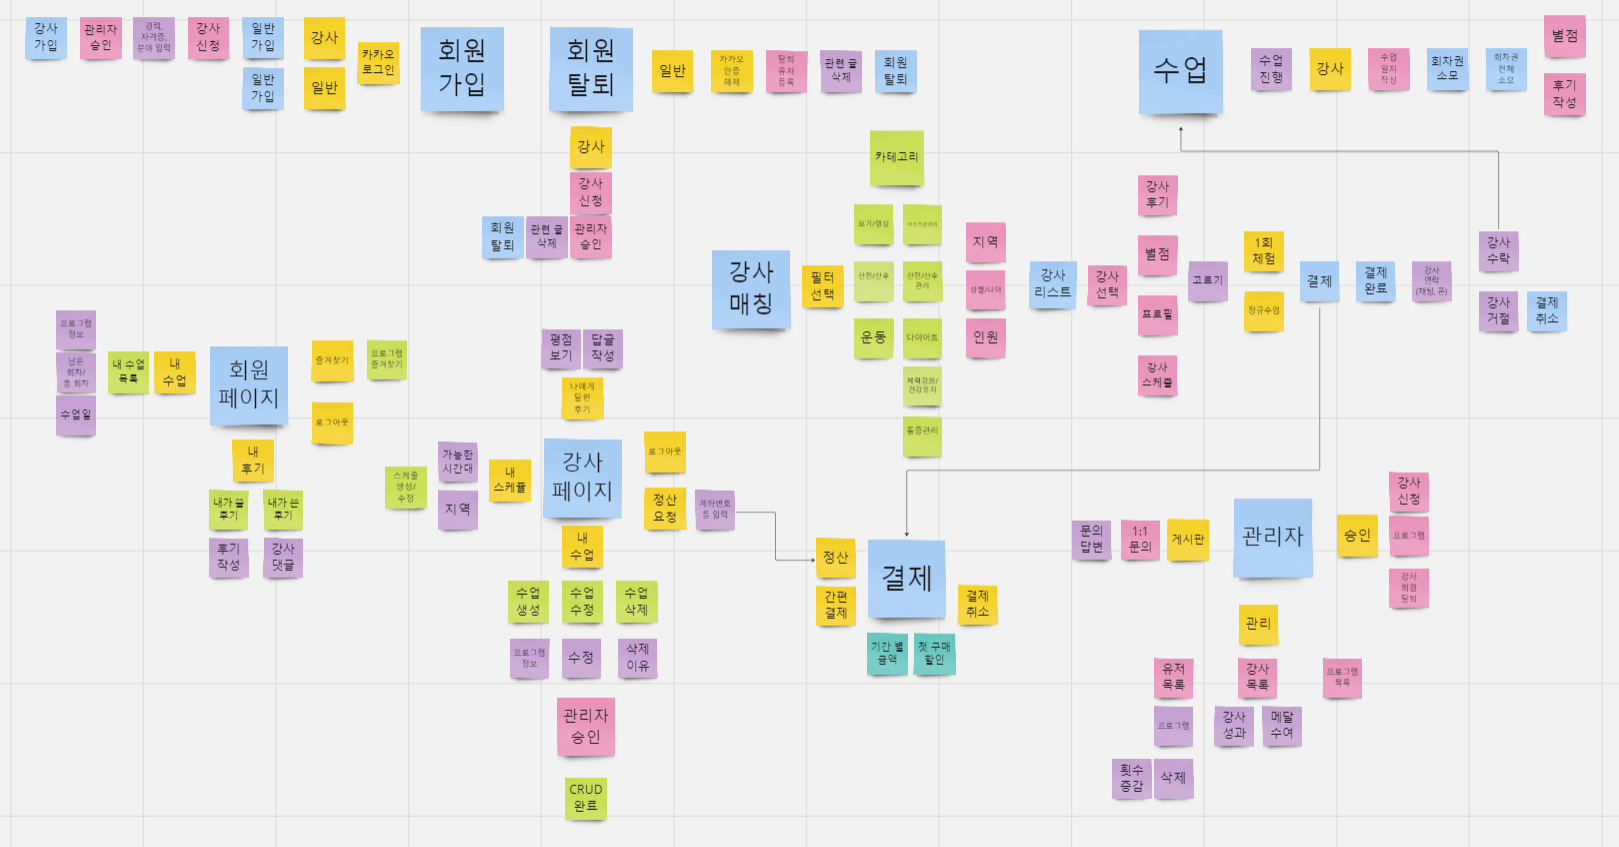 강사
가입
관리자
승인
경력,
자격증,
분야 입력
강사
신청
일반
가입
일반
가입
강사
일반
카카오
로그인
회원
가입
회원
탈퇴
일반
카카오
인증
해제
탈퇴
유저
등록
관련 글
삭제
회원
탈퇴
강사
강사
신청
회원
탈퇴
관련 글
삭제
관리자
승인
수업
수업
진행
강사
수업
일지
작성
회차권
소모
회차권
전체
소모
별점
후기
작성
강사
매칭
필터
선택
카테고리
요가/명상
산전/산후
산전/산후
관리
운동
다이어트
체력강화/
건강유지
통증관리
지역
성별/나이
인원
강사
리스트
강사
선택
강사
후기
별점
프로필
강사
스케줄
고르기
1회
체험
정규수업
결제
결제
완료
강사
연락
(채팅, 폰)
강사
수락
강사
거절
결제
취소
프로그램
정보
남은
회차/
총 회차
수업일
내 수업
목록
내
수업
회원
페이지
즐겨찾기
프로그램
즐겨찾기
로그아웃
내
후기
내가 쓸
후기
내가 쓴
후기
후기
작성
강사
댓글
평점
보기
답글
작성
나에게
달린
후기
강사
페이지
로그아웃
정산
요청
계좌번호
등 입력
스케줄
생성/
수정
가능한
시간대
지역
내
스케쥴
내
수업
수업
생성
수업
수정
수업
삭제
프로그램
정보
수정
삭제
이유
관리자
승인
CRUD
완료
정산
간편
결제
결제
결제
취소
기간 별
금액
첫 구매
할인
문의
답변
1:1
문의
게시판
관리자
승인
강사
신청
프로그램
강사
회원
탈퇴
관리
유저
목록
강사
목록
프로그램
목록
프로그램
강사
성과
메달
수여
횟수
증감
삭제